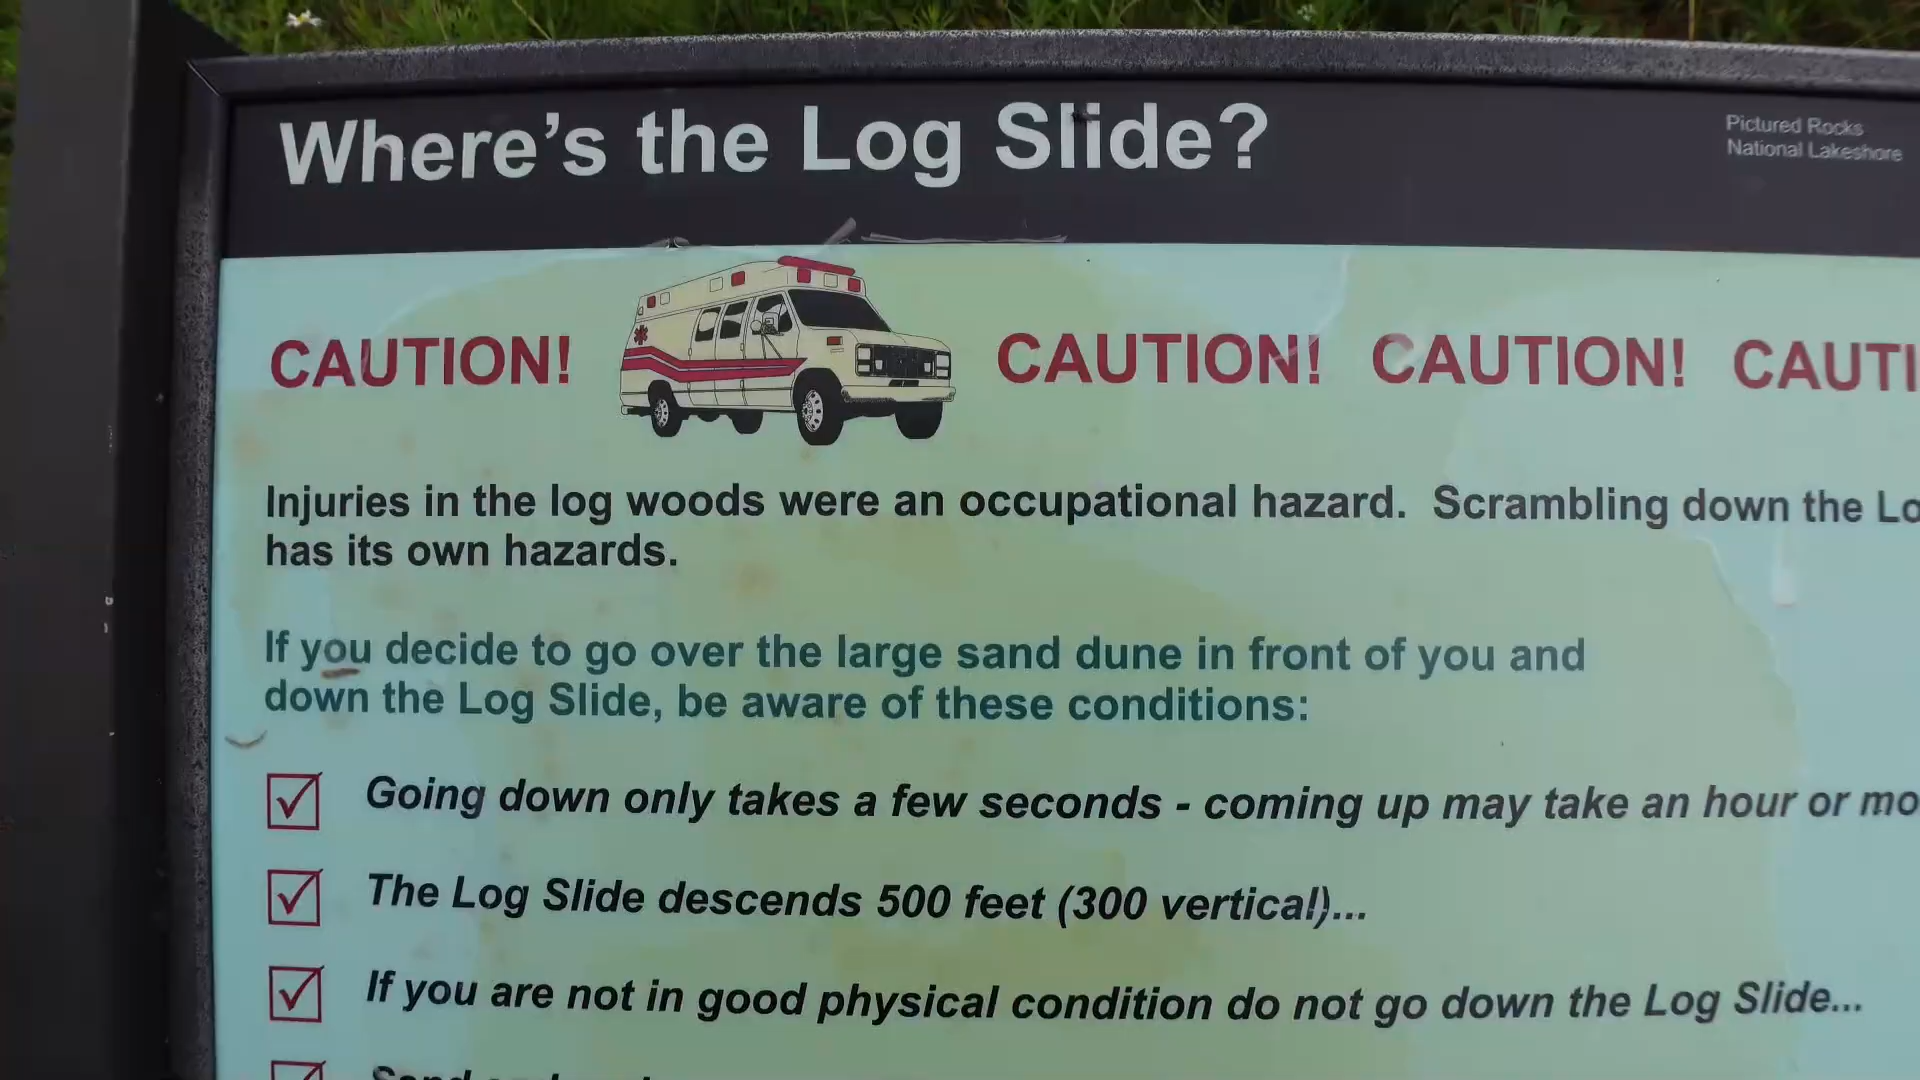 Where's the Log Slide?
Pictured Rocks
National Lakeshore
CAUTION! CAUTION! CAUTION! CAUTI
Injuries in the log woods were an occupational hazard. Scrambling down the Lo
has its own hazards.
If you decide to go over the large sand dune in front of you and
down the Log Slide, be aware of these conditions:
Going down only takes a few seconds - coming up may take an hour or mo
The Log Slide descends 500 feet (300 vertical)...
If you are not in good physical condition do not go down the Log Slide...